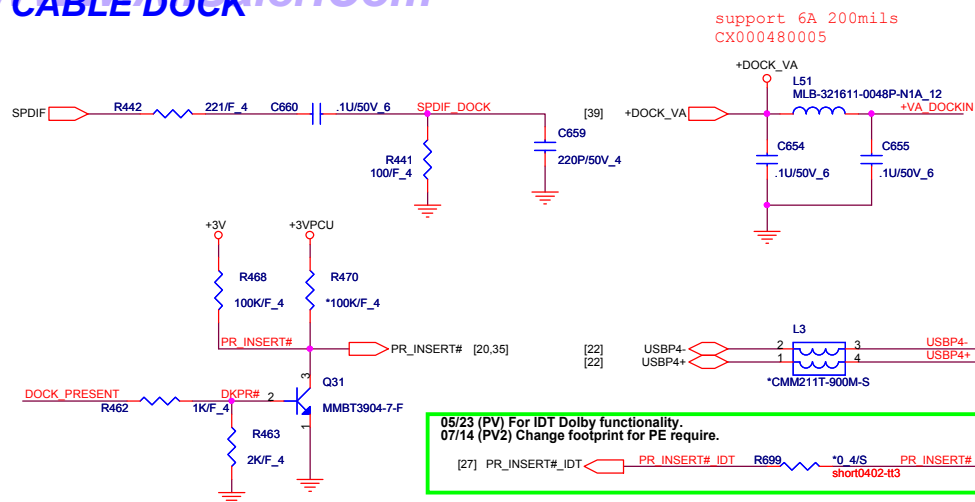 CABLE DOCK
support 6A 200mils
CX000480005
+DOCK_VA
L51
MLB-321611-0048P-N1A_12
SPDIF
R442
221/F_4
C660
.1U/50V_6
SPDIF_DOCK
[39]
+DOCK_VA
+VA_DOCKIN
C659
220P/50V_4
R441
100/F_4
C654
.1U/50V_6
C655
.1U/50V_6
+3V
+3VPCU
R468
100K/F_4
R470
*100K/F_4
PR_INSERT#
PR_INSERT#
[20,35]
L3
[22]
USBP4-
2
3
USBP4-
[22]
USBP4+
1
4
USBP4+
*CMM211T-900M-S
3
Q31
DOCK_PRESENT
R462
1K/F_4
DKPR#
2
MMBT3904-7-F
1
R463
2K/F_4
05/23 (PV) For IDT Dolby functionality.
07/14 (PV2) Change footprint for PE require.
[27]
PR_INSERT#_IDT
PR_INSERT#_IDT
R699
*0_4/S
short0402-tt3
PR_INSERT#